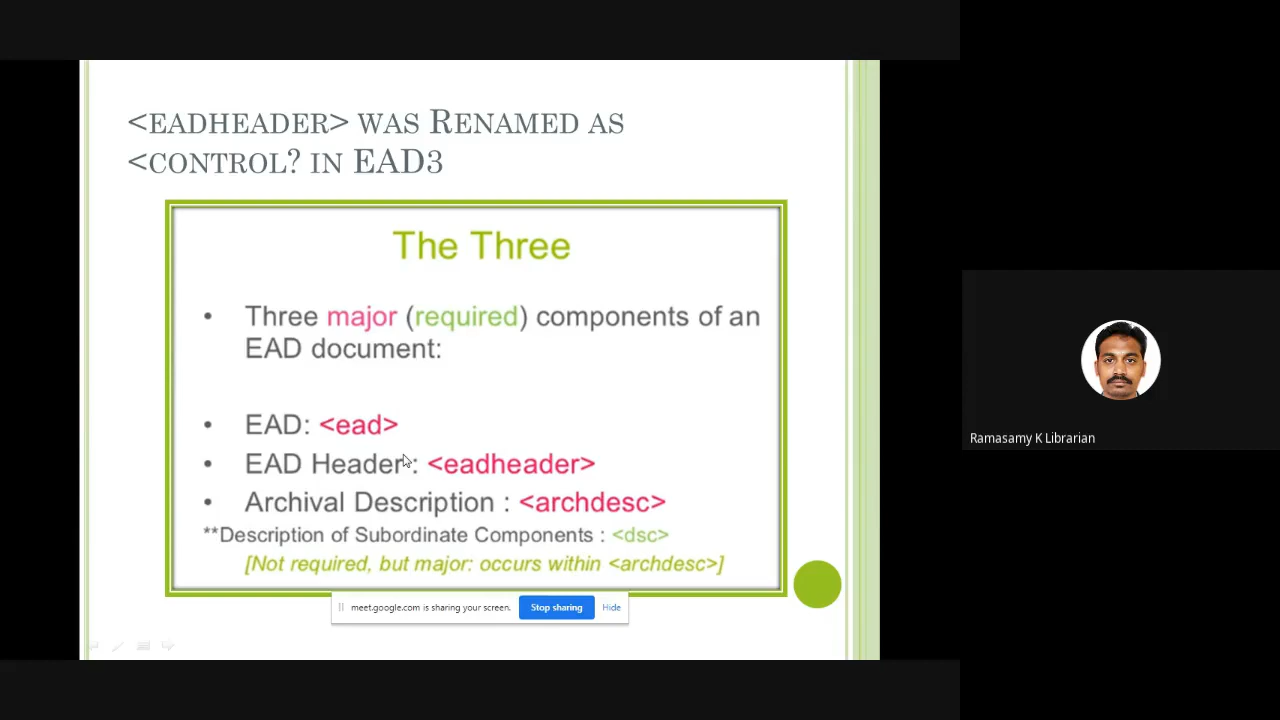 <EADHEADER> WAS RENAMED AS
<CONTROL? IN EAD3
The Three
• Three major (required) components of an
EAD document:
• EAD: <ead>
• EAD Header : <eadheader>
• Archival Description : <archdesc>
**Description of Subordinate Components : <dsc>
[Not required, but major: occurs within <archdesc>]
meet.google.com is sharing your screen. Stop sharing Hide
Ramasamy K Librarian